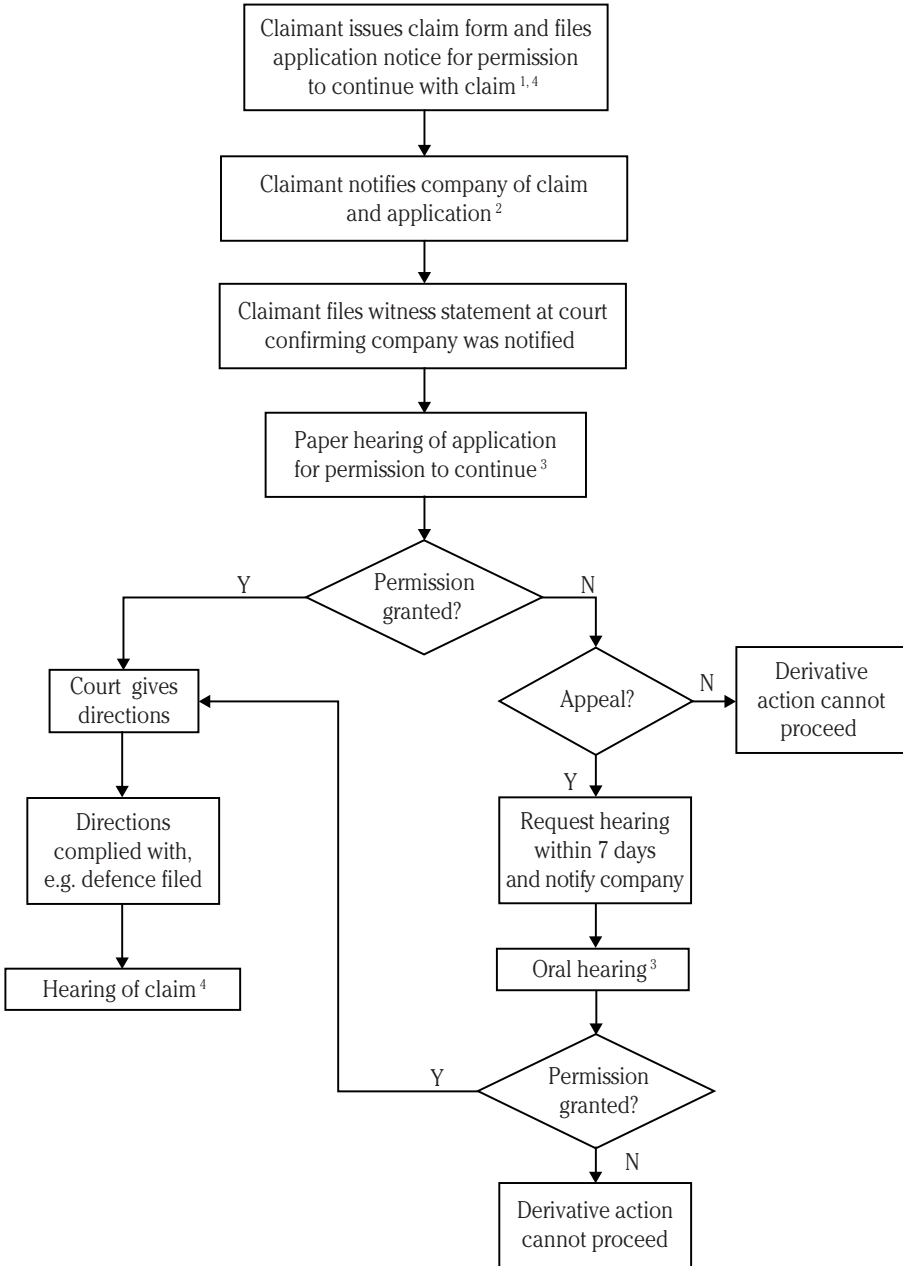 Claimant issues claim form and files
application notice for permission
to continue with claim 1, 4
Claimant notifies company of claim
and application 2
Claimant files witness statement at court
confirming company was notified
Paper hearing of application
for permission to continue 3
Permission
granted?
Y
N
Court gives
directions
Directions
complied with,
e.g. defence filed
Hearing of claim 4
Appeal?
N
Derivative
action cannot
proceed
Y
Request hearing
within 7 days
and notify company
Oral hearing 3
Permission
granted?
Y
N
Derivative action
cannot proceed